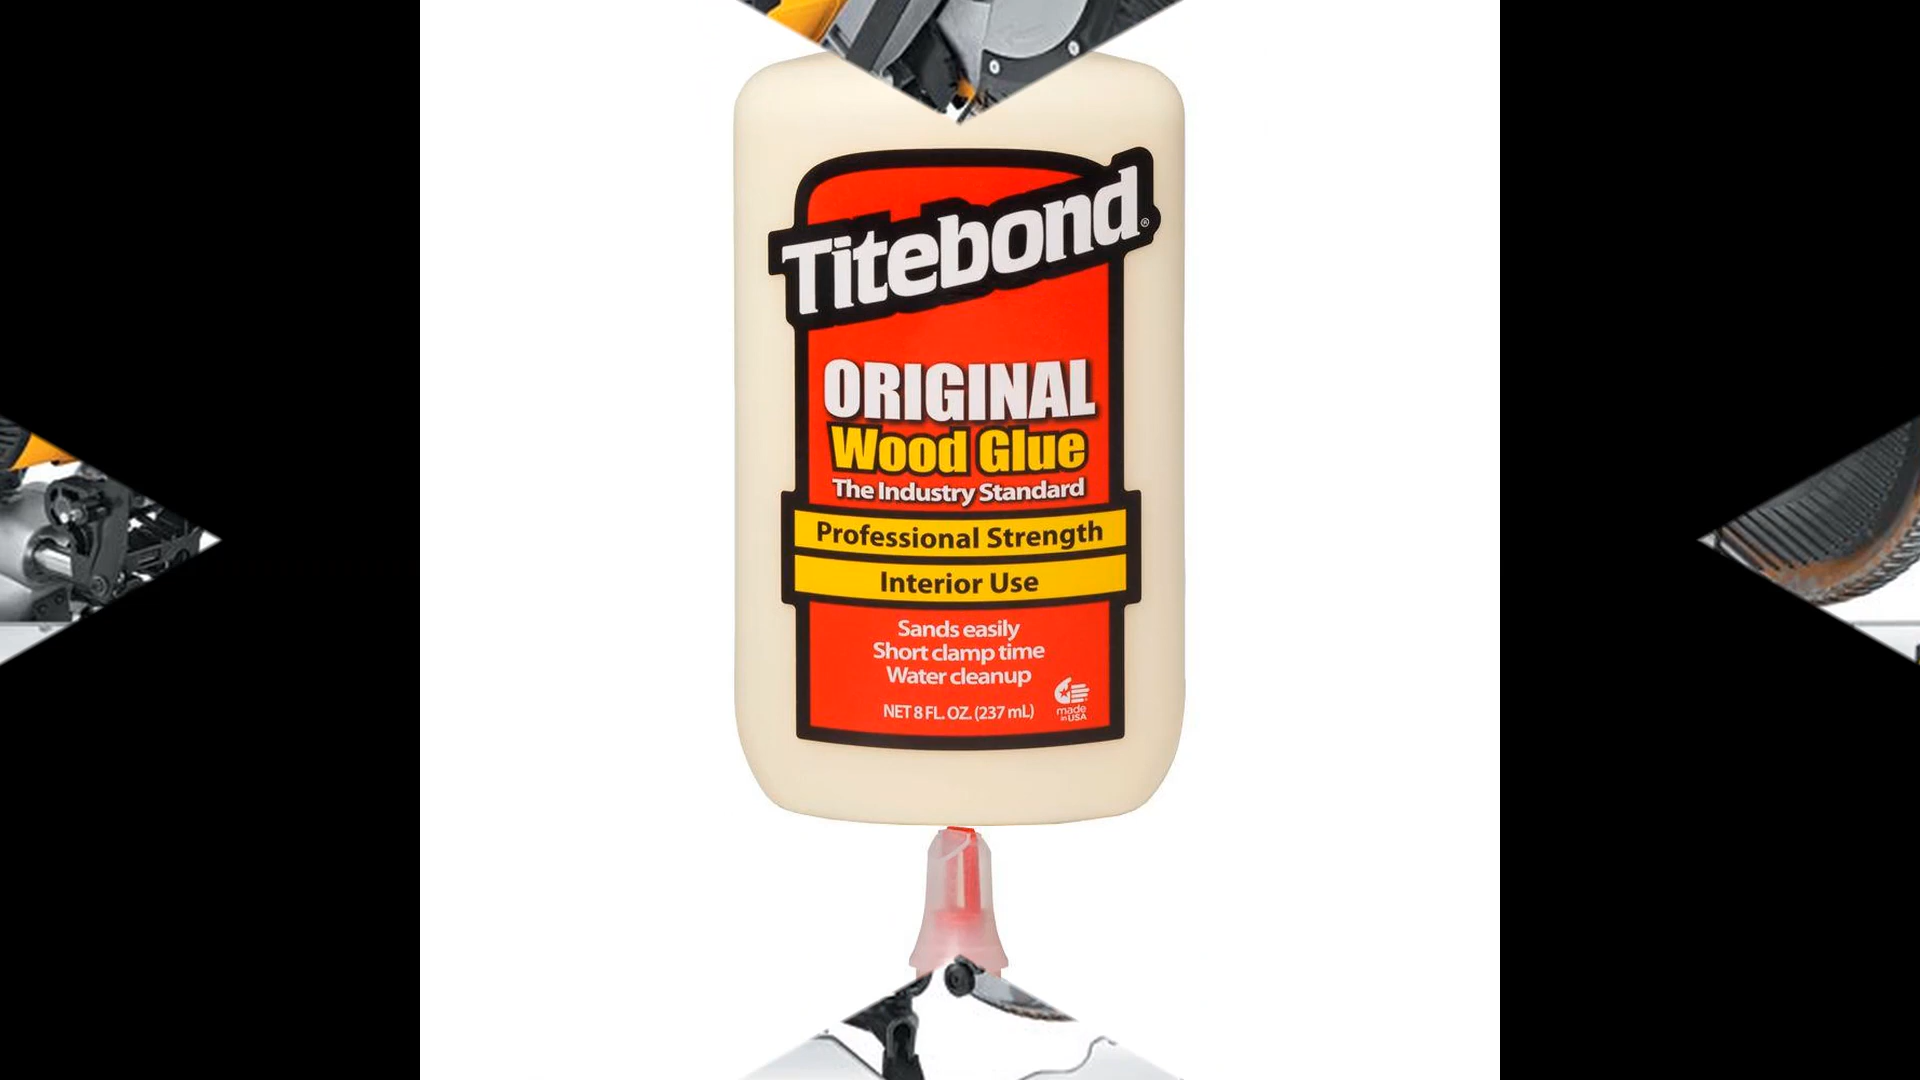 Titebond®
ORIGINAL
Wood Glue
The Industry Standard
Professional Strength
Interior Use
Sands easily
Short clamp time
Water cleanup
NET 8 FL. OZ. (237 mL)
made
in USA